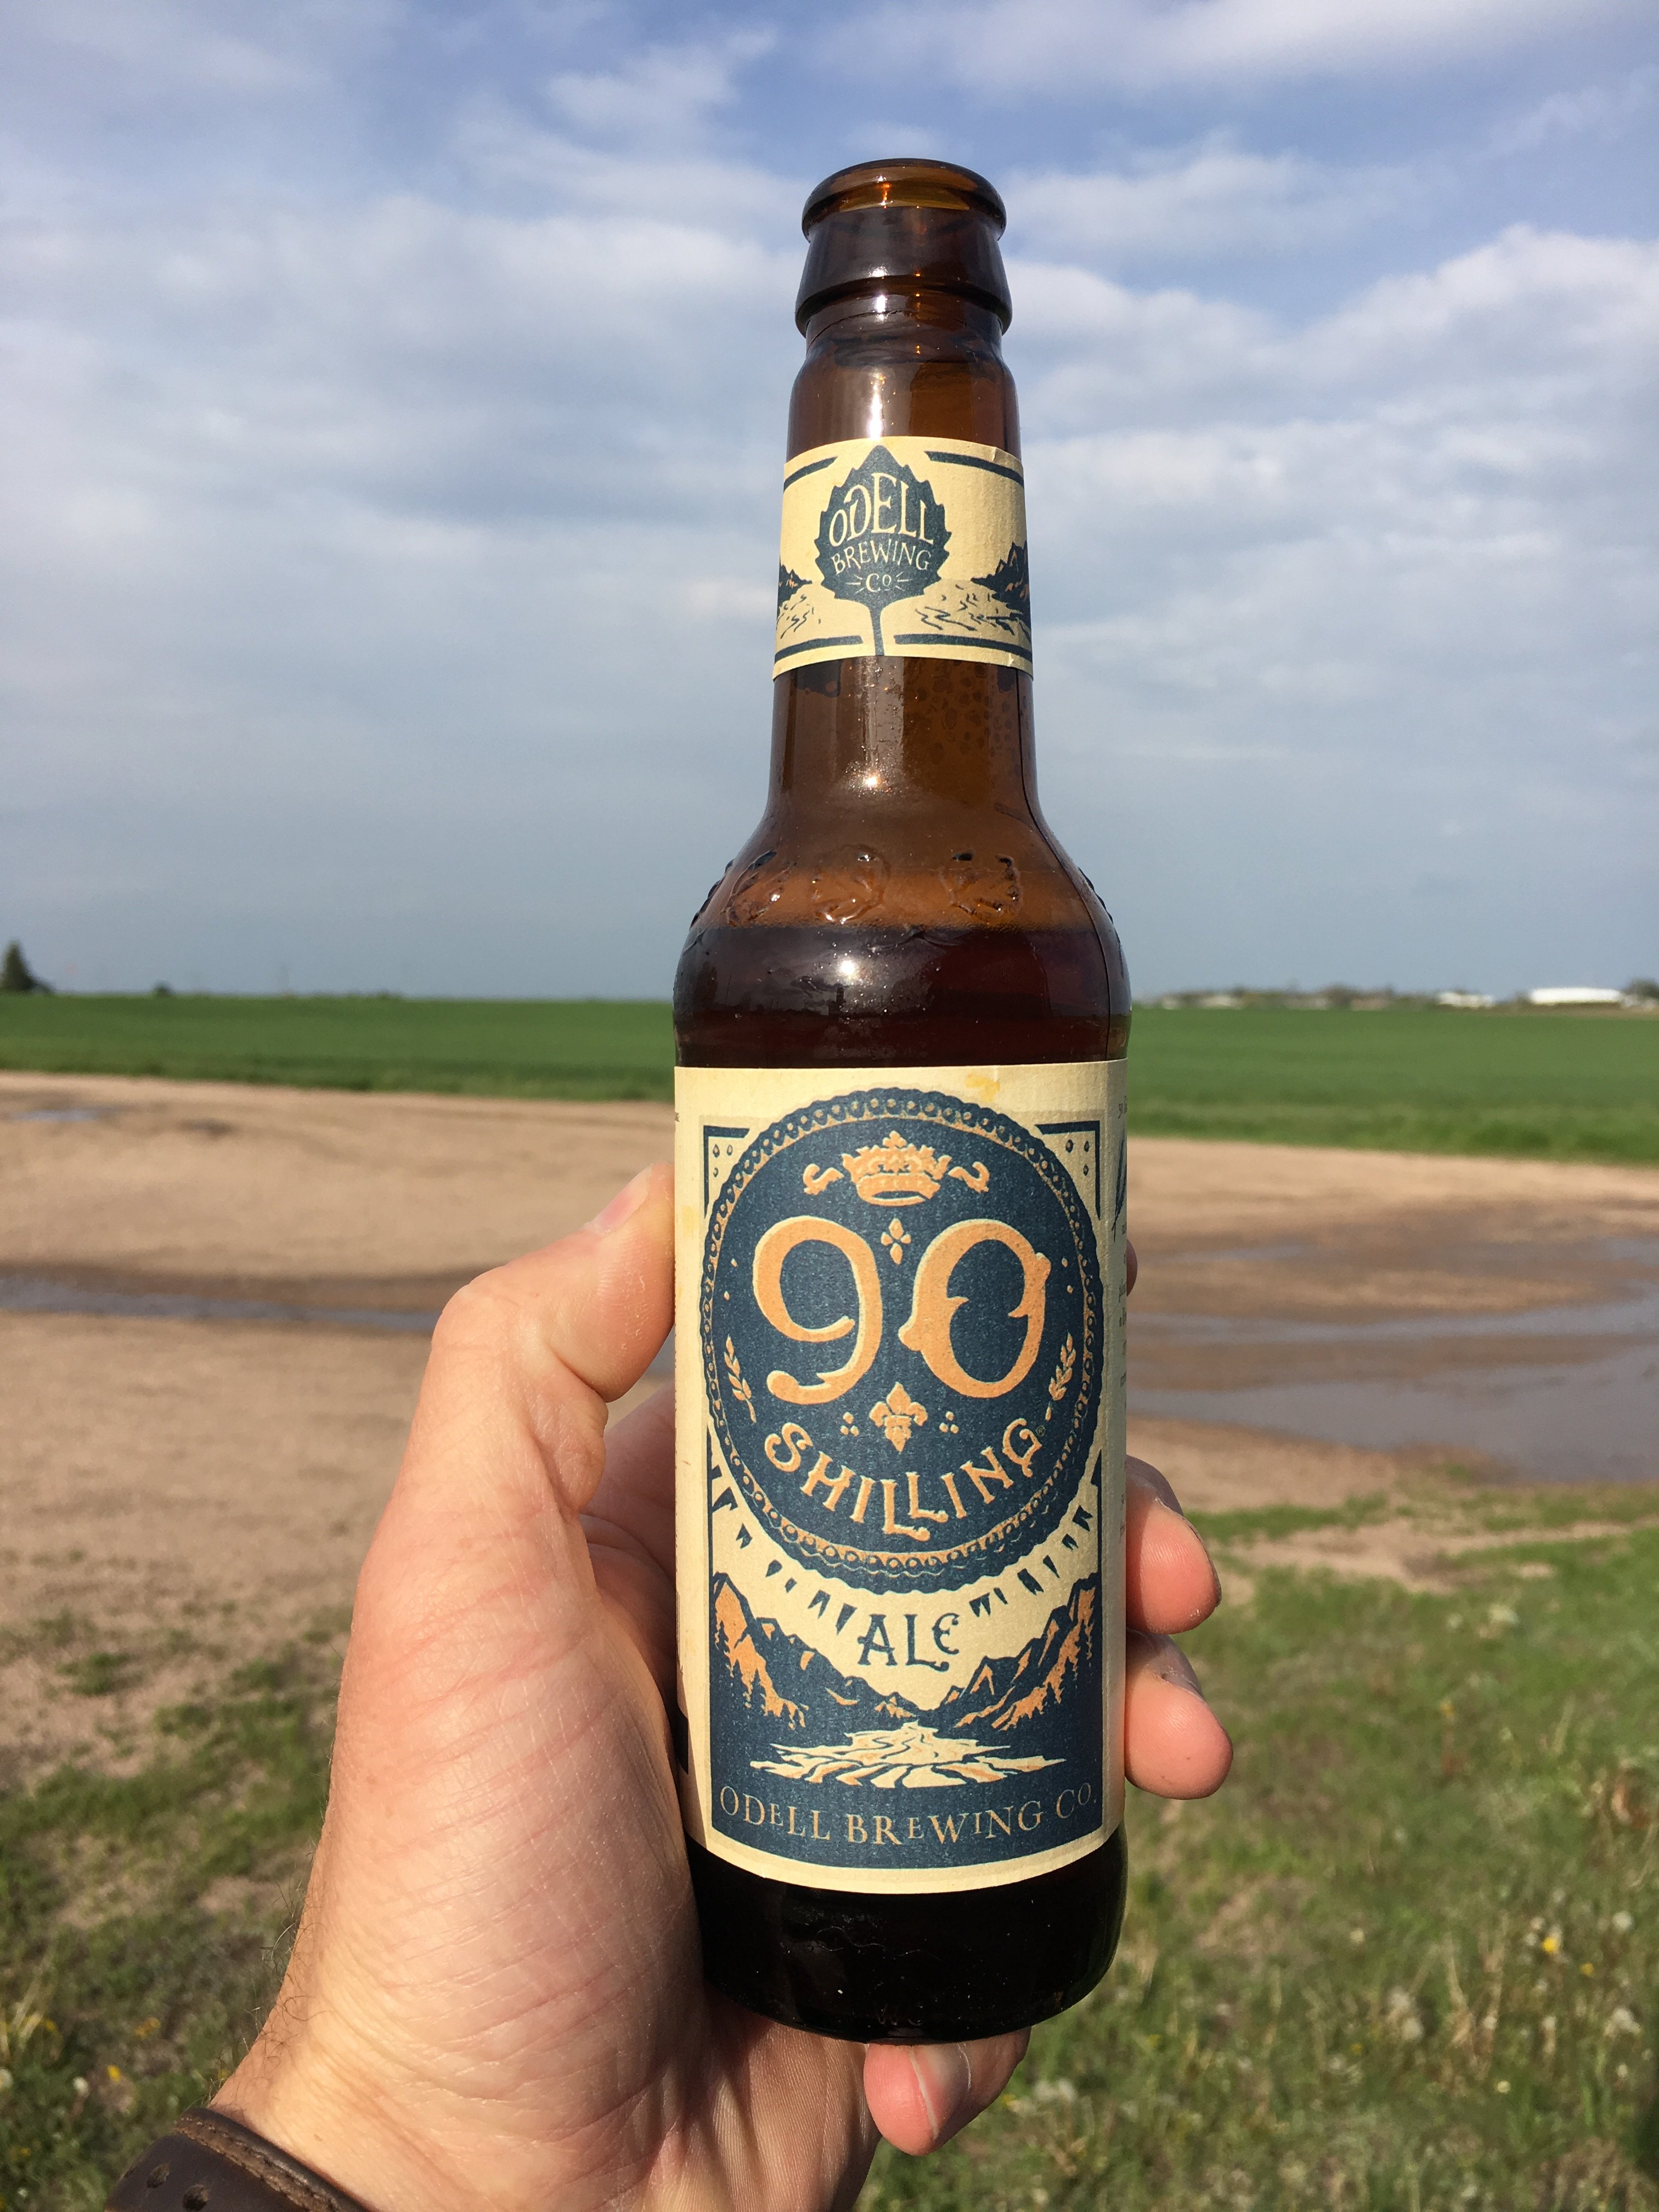 ODELL
BREWING
CO
90
SHILLING
ALE
ODELL BREWING CO.